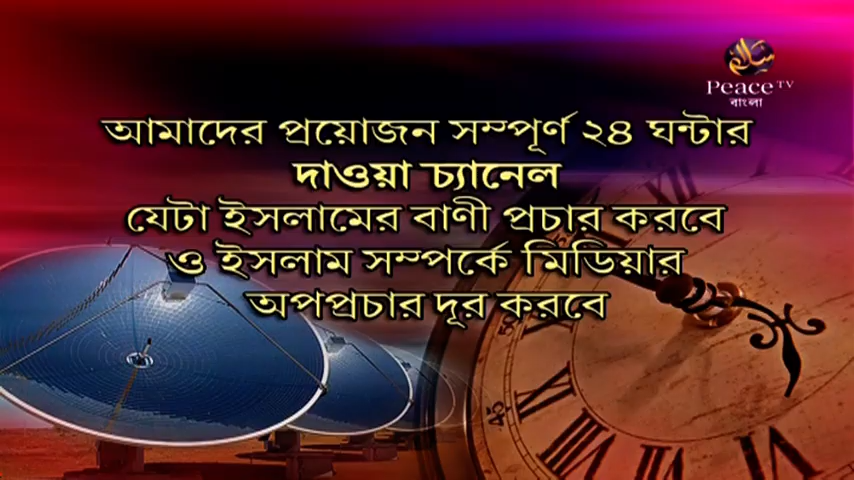 Peace TV
বাংলা
আমাদের প্রয়োজন সম্পূর্ণ ২৪ ঘন্টার
দাওয়া চ্যানেল
যেটা ইসলামের বাণী প্রচার করবে
ও ইসলাম সম্পর্কে মিডিয়ার
অপপ্রচার দূর করবে